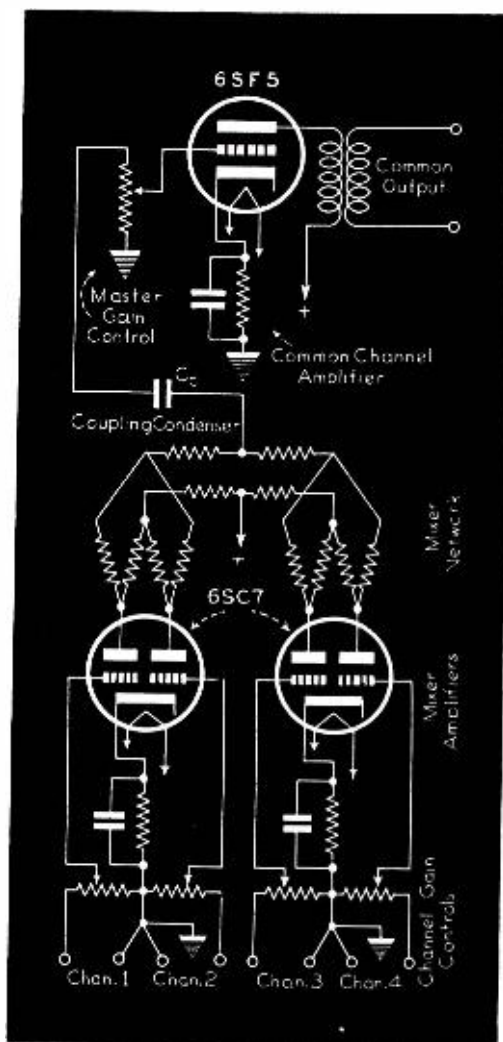 6SF5
Common
Output
+
Master
Gain
Control
Common Channel
Amplifier
Cc
Coupling Condenser
+
Mixer
Network
6SC7
Mixer
Amplifiers
Channel Gain
Controls
Chan.1
Chan.2
Chan.3
Chan.4